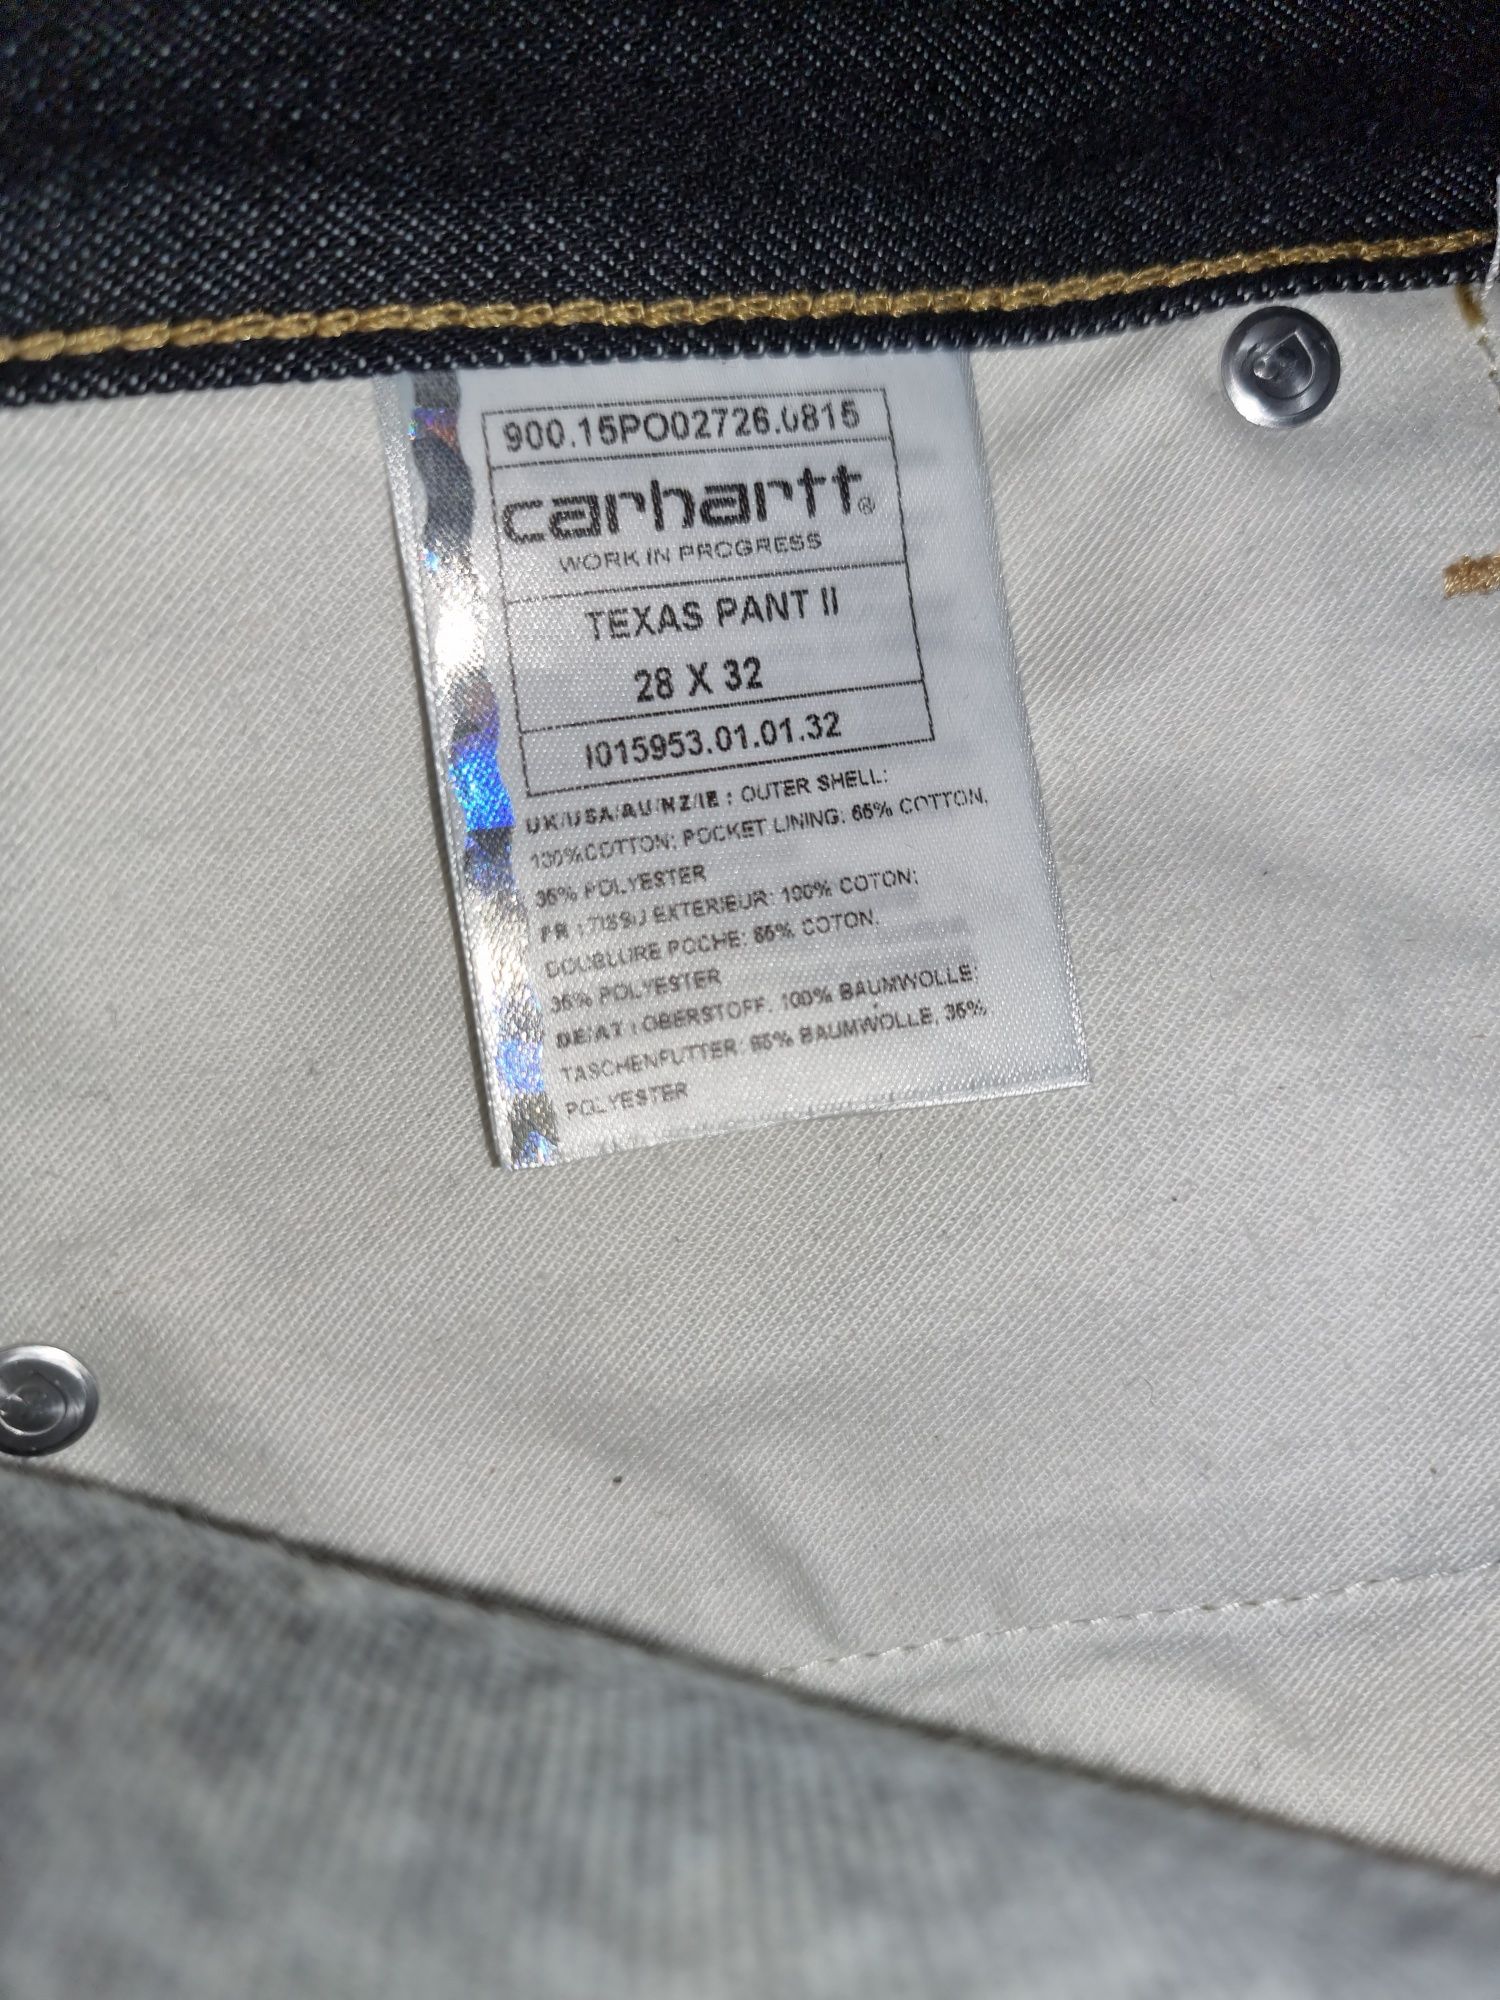 900.15PO02726.0815
carhartt®
WORK IN PROGRESS
TEXAS PANT II
28 X 32
I015953.01.01.32
UK/USA/AU/NZ/IE : OUTER SHELL:
100%COTTON; POCKET LINING: 65% COTTON,
35% POLYESTER
FR : TISSU EXTERIEUR: 100% COTON;
DOUBLURE POCHE: 65% COTON,
35% POLYESTER
DE/AT : OBERSTOFF: 100% BAUMWOLLE;
TASCHENFUTTER: 65% BAUMWOLLE, 35%
POLYESTER